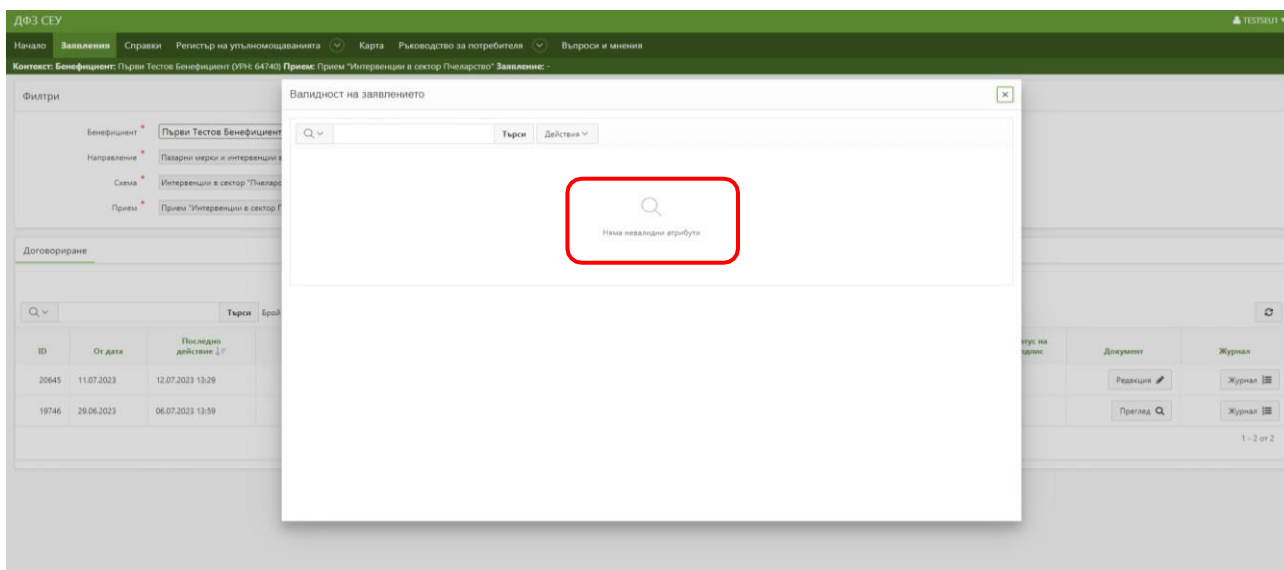 ДФЗ СЕУ
TESTSEU1
Начало Заявления Справки Регистър на упълномощаванията Карта Ръководство за потребителя Въпроси и мнения
Контекст: Бенефициент: Първи Тестов Бенефициент (УРН: 64740) Прием: Прием "Интервенции в сектор Пчеларство" Заявление: -
Филтри
Бенефициент * Първи Тестов Бенефициент
Направление * Пазарни мерки и интервенции в
Схема * Интервенции в сектор "Пчеларс
Прием * Прием "Интервенции в сектор П
Валидност на заявлението
Търси Действия
Няма невалидни атрибути
Договориране
Търси Брой
ID От дата Последно действие атус на одпис Документ Журнал
20645 11.07.2023 12.07.2023 13:29 Редакция Журнал
19746 29.06.2023 06.07.2023 13:59 Преглед Журнал
1 - 2 от 2